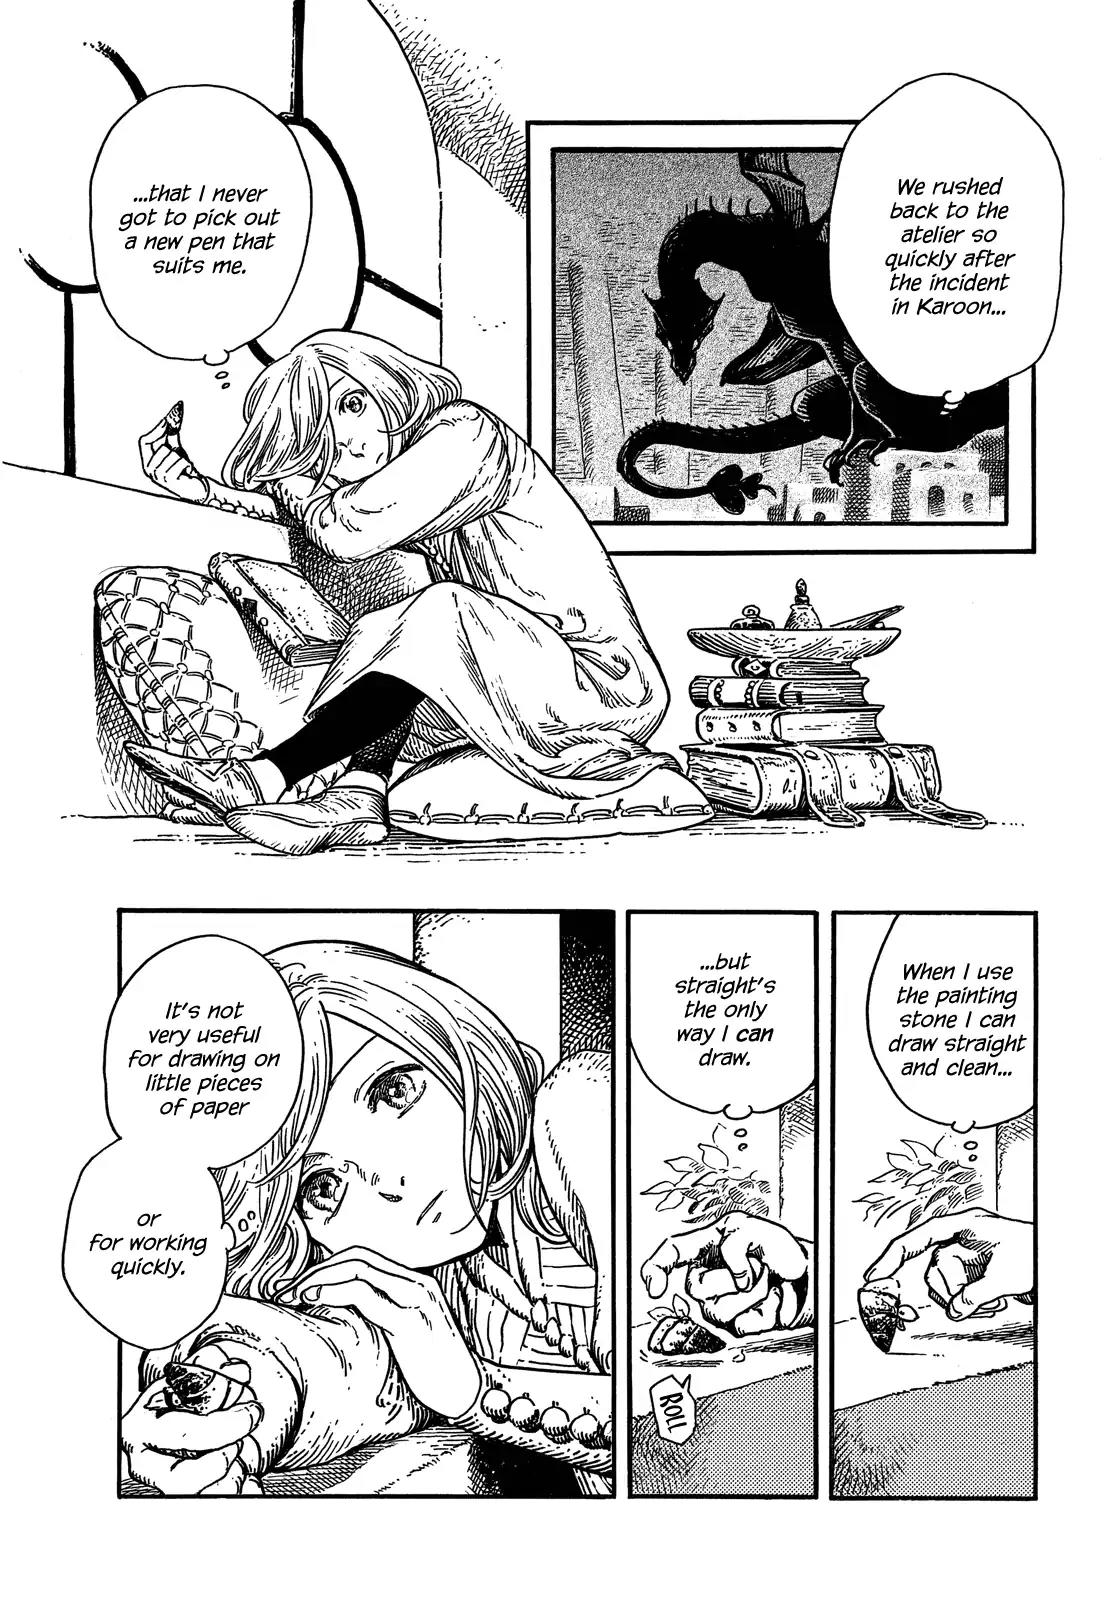 We rushed
back to the
atelier so
quickly after
the incident
in Karoon...
...that I never
got to pick out
a new pen that
suits me.
When I use
the painting
stone I can
draw straight
and clean...
...but
straight's
the only
way I can
draw.
ROLL
It's not
very useful
for drawing on
little pieces
of paper
or
for working
quickly.